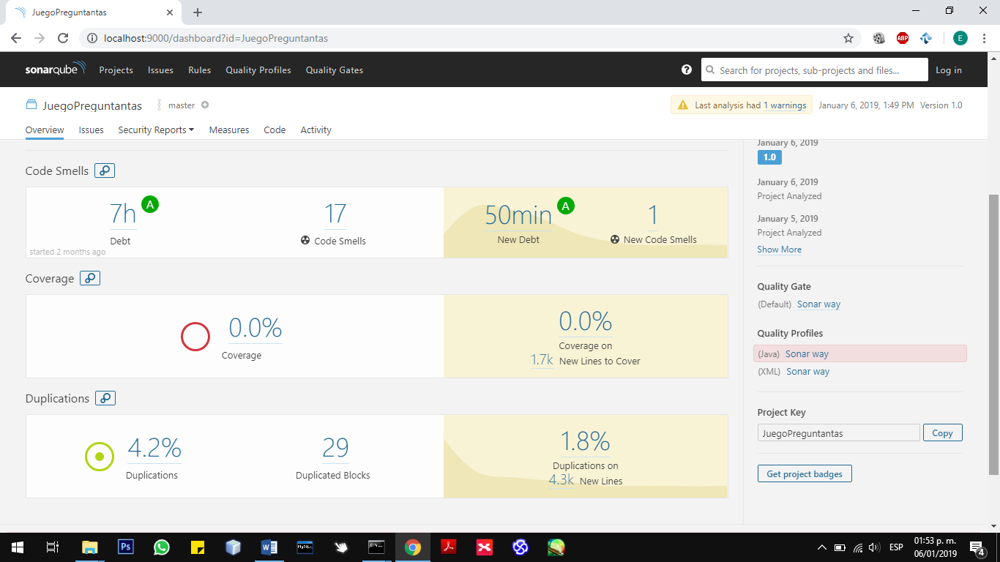 JuegoPreguntantas
localhost:9000/dashboard?id=JuegoPreguntantas
ABP
E
sonarqube Projects Issues Rules Quality Profiles Quality Gates
Search for projects, sub-projects and files...
Log in
JuegoPreguntantas master
Last analysis had 1 warnings January 6, 2019, 1:49 PM Version 1.0
Overview Issues Security Reports Measures Code Activity
Code Smells
7h A
Debt
started 2 months ago
17
Code Smells
50min A
New Debt
1
New Code Smells
Coverage
0.0%
Coverage
0.0%
Coverage on
1.7k New Lines to Cover
Duplications
4.2%
Duplications
29
Duplicated Blocks
1.8%
Duplications on
4.3k New Lines
January 6, 2019
1.0
January 6, 2019
Project Analyzed
January 5, 2019
Project Analyzed
Show More
Quality Gate
(Default) Sonar way
Quality Profiles
(Java) Sonar way
(XML) Sonar way
Project Key
JuegoPreguntantas
Copy
Get project badges
Ps
W
MySQL
ESP
01:53 p. m.
06/01/2019
4